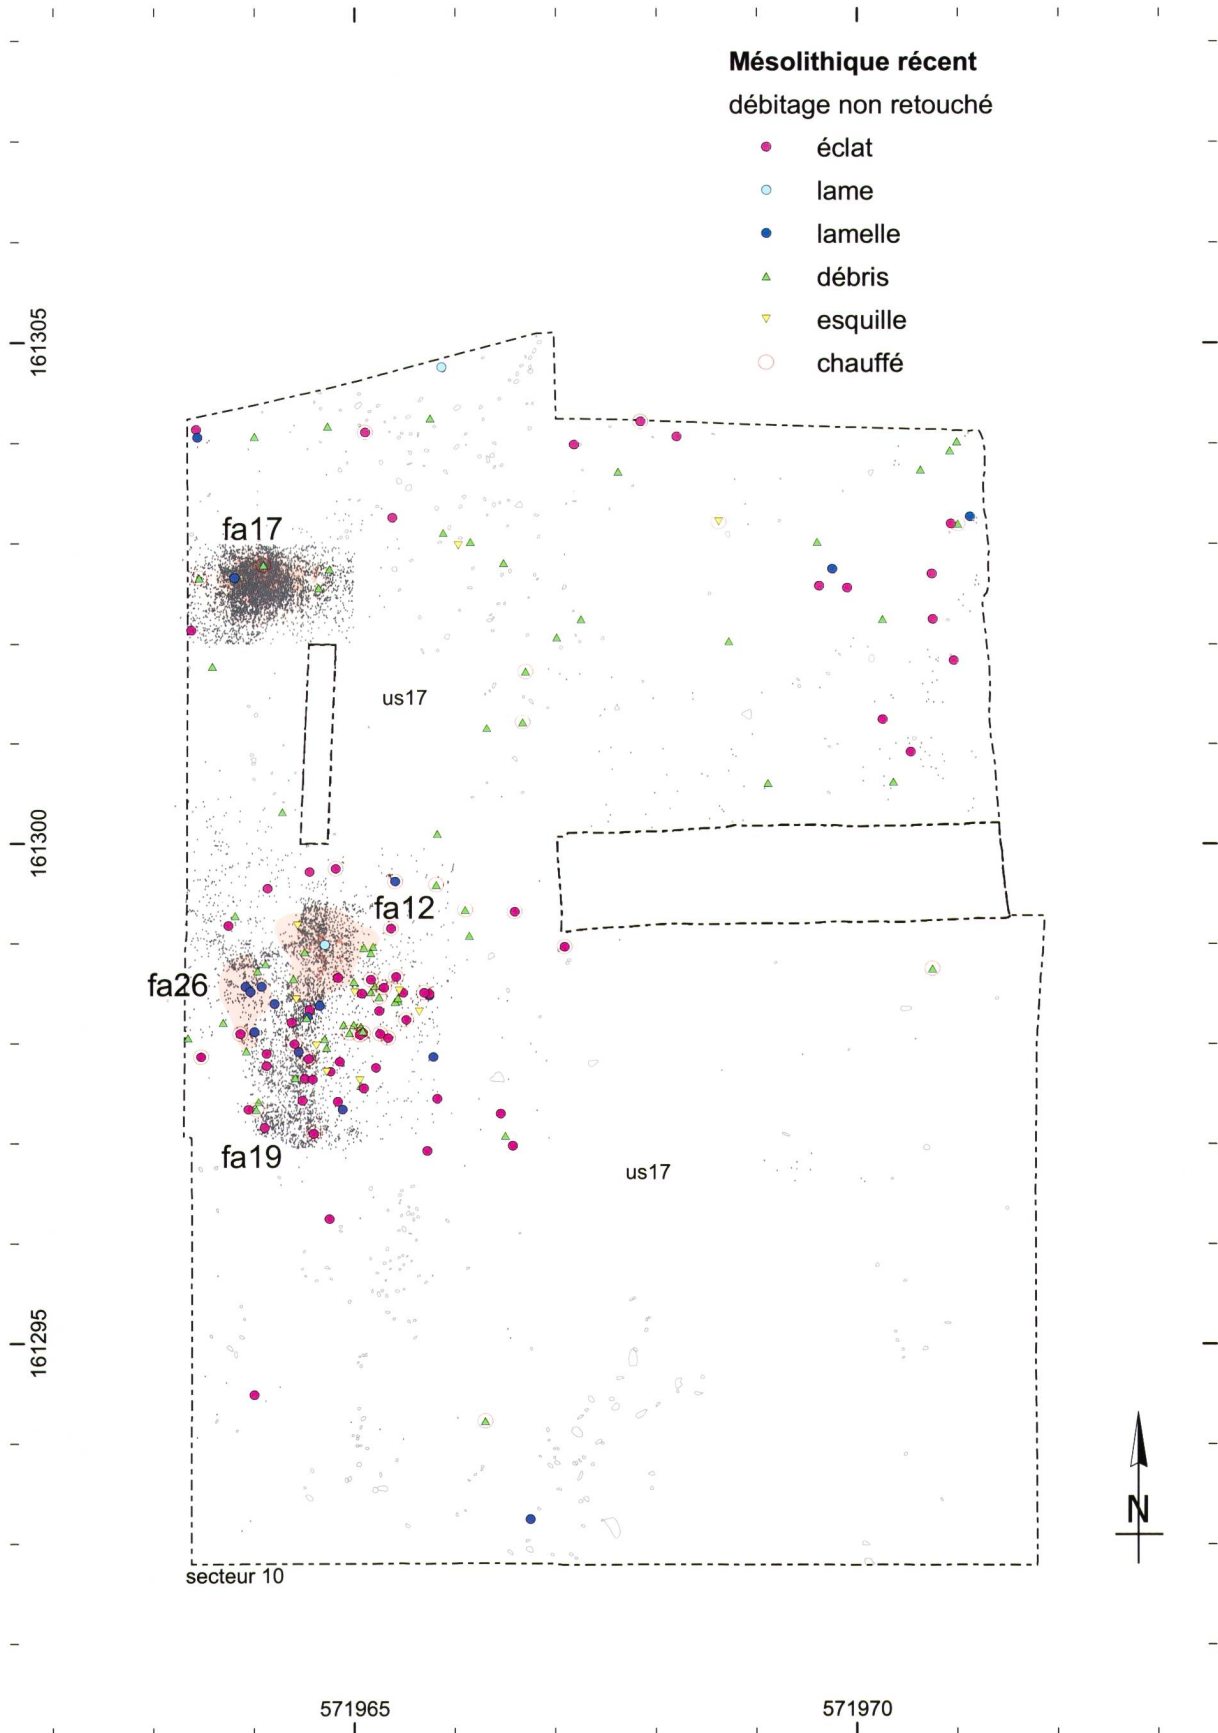 Mésolithique récent
débitage non retouché
éclat
lame
lamelle
débris
esquille
chauffé
161305
fa17
us17
161300
fa12
fa26
fa19
us17
161295
N
secteur 10
571965
571970